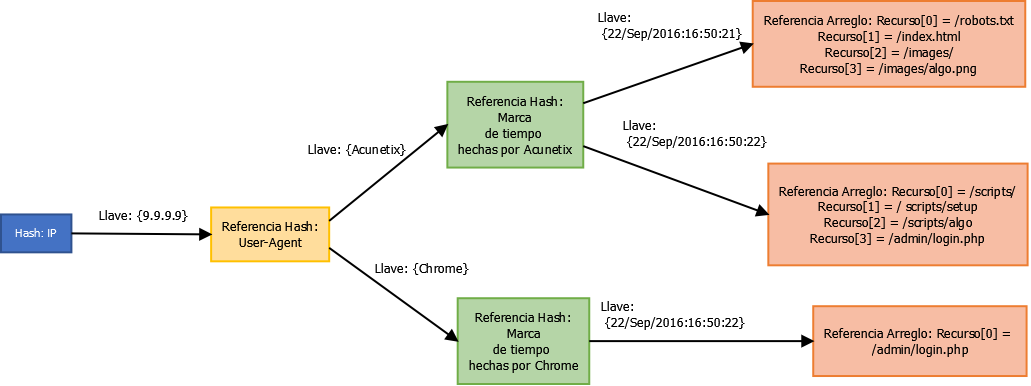 Hash: IP
Llave: {9.9.9.9}
Referencia Hash:
User-Agent
Llave: {Acunetix}
Referencia Hash:
Marca
de tiempo
hechas por Acunetix
Llave:
{22/Sep/2016:16:50:21}
Referencia Arreglo: Recurso[0] = /robots.txt
Recurso[1] = /index.html
Recurso[2] = /images/
Recurso[3] = /images/algo.png
Llave:
{22/Sep/2016:16:50:22}
Referencia Arreglo: Recurso[0] = /scripts/
Recurso[1] = / scripts/setup
Recurso[2] = /scripts/algo
Recurso[3] = /admin/login.php
Llave: {Chrome}
Referencia Hash:
Marca
de tiempo
hechas por Chrome
Llave:
{22/Sep/2016:16:50:22}
Referencia Arreglo: Recurso[0] =
/admin/login.php